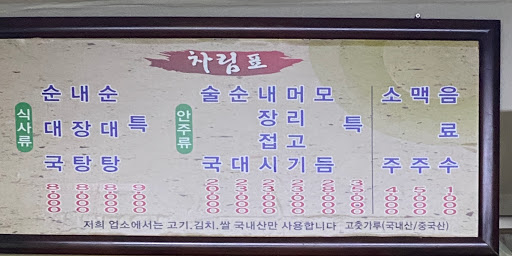 차림표
식사류
순대국 8000
내장탕 8000
순대탕 8000
특 9000
안주류
술국
순대
내장접시
머리고기
모듬
특 35000
소주 4000
맥주 5000
음료수 1000
저희 업소에서는 고기.김치.쌀 국내산만 사용합니다 고춧가루(국내산/중국산)